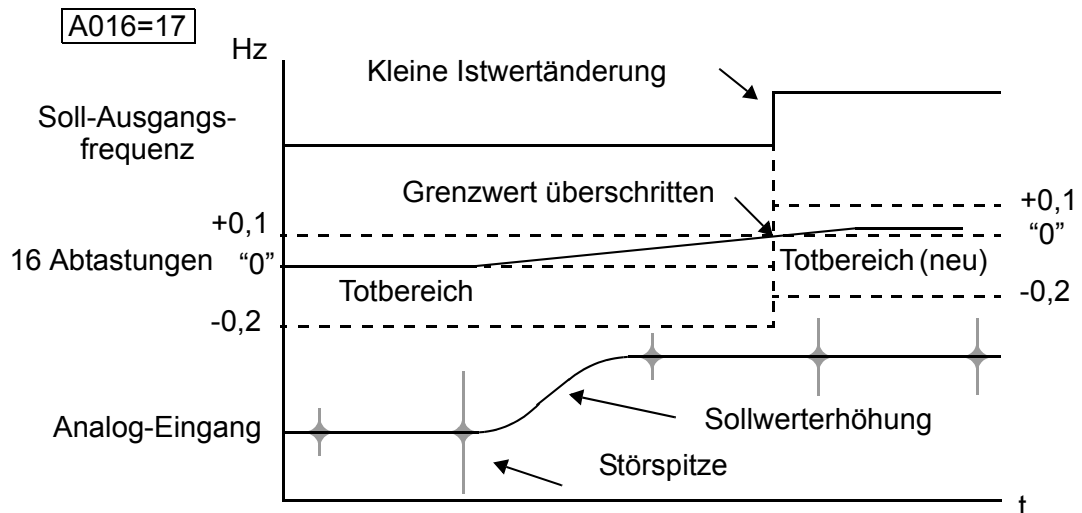 A016=17
Hz
Kleine Istwertänderung
Soll-Ausgangs-
frequenz
Grenzwert überschritten
+0,1
+0,1
"0"
16 Abtastungen "0"
Totbereich (neu)
Totbereich
-0,2
-0,2
Analog-Eingang
Sollwerterhöhung
Störspitze
t